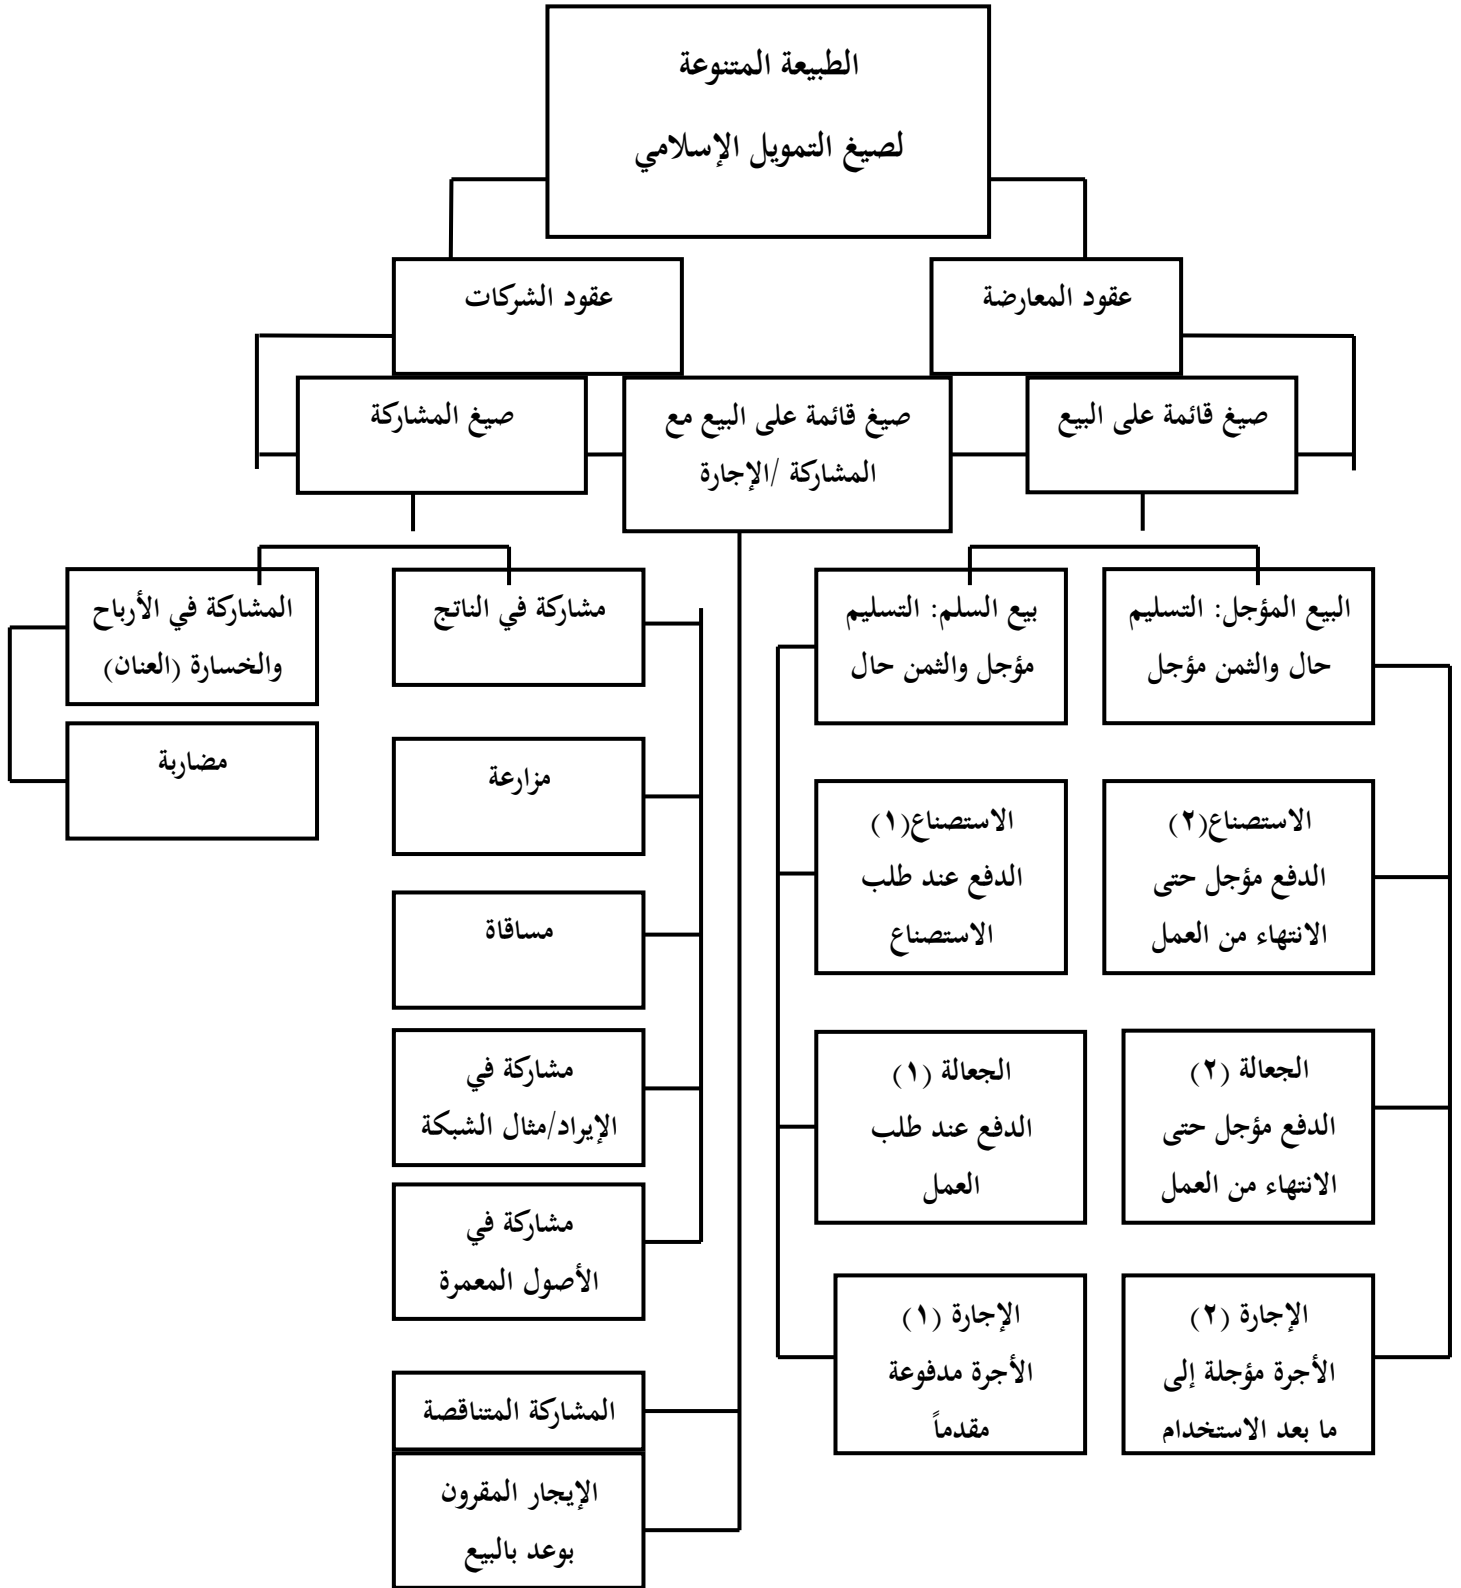 الطبيعة المتنوعة
لصيغ التمويل الإسلامي
عقود المعارضة
عقود الشركات
صيغ قائمة على البيع
صيغ قائمة على البيع مع
المشاركة /الإجارة
صيغ المشاركة
البيع المؤجل: التسليم
حال والثمن مؤجل
بيع السلم: التسليم
مؤجل والثمن حال
مشاركة في الناتج
المشاركة في الأرباح
والخسارة (العنان)
مضاربة
مزارعة
الاستصناع(٢)
الدفع مؤجل حتى
الانتهاء من العمل
الاستصناع(١)
الدفع عند طلب
الاستصناع
مساقاة
الجعالة (٢)
الدفع مؤجل حتى
الانتهاء من العمل
الجعالة (١)
الدفع عند طلب
العمل
مشاركة في
الإيراد/مثال الشبكة
مشاركة في
الأصول المعمرة
الإجارة (٢)
الأجرة مؤجلة إلى
ما بعد الاستخدام
الإجارة (١)
الأجرة مدفوعة
مقدماً
المشاركة المتناقصة
الإيجار المقرون
بوعد بالبيع